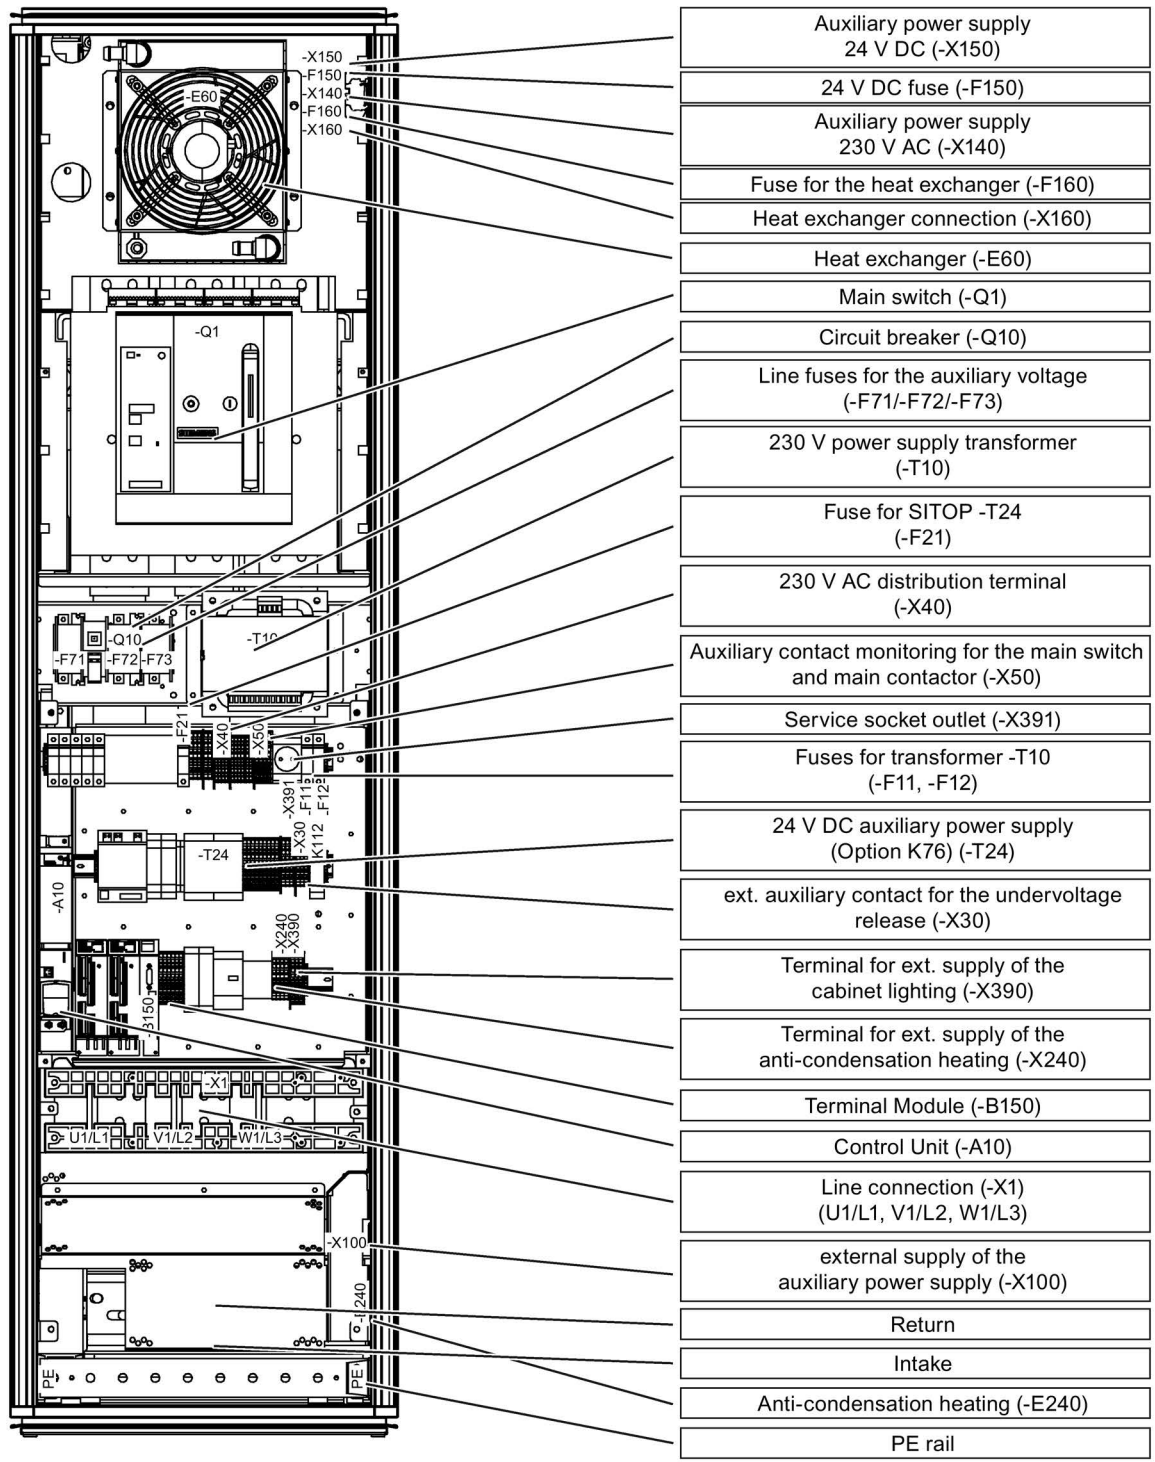 -X150
-F150
-X140
-F160
-X160
-E60
-Q1
SIEMENS
-Q10
-F71
-F72
-F73
-T10
-F21
-X40
-X50
-X391
-F11
-F12
-X30
K112
-T24
-A10
-X240
-X390
-B150
-X1
U1/L1
V1/L2
W1/L3
-X100
-E240
PE
PE
Auxiliary power supply
24 V DC (-X150)
24 V DC fuse (-F150)
Auxiliary power supply
230 V AC (-X140)
Fuse for the heat exchanger (-F160)
Heat exchanger connection (-X160)
Heat exchanger (-E60)
Main switch (-Q1)
Circuit breaker (-Q10)
Line fuses for the auxiliary voltage
(-F71/-F72/-F73)
230 V power supply transformer
(-T10)
Fuse for SITOP -T24
(-F21)
230 V AC distribution terminal
(-X40)
Auxiliary contact monitoring for the main switch
and main contactor (-X50)
Service socket outlet (-X391)
Fuses for transformer -T10
(-F11, -F12)
24 V DC auxiliary power supply
(Option K76) (-T24)
ext. auxiliary contact for the undervoltage
release (-X30)
Terminal for ext. supply of the
cabinet lighting (-X390)
Terminal for ext. supply of the
anti-condensation heating (-X240)
Terminal Module (-B150)
Control Unit (-A10)
Line connection (-X1)
(U1/L1, V1/L2, W1/L3)
external supply of the
auxiliary power supply (-X100)
Return
Intake
Anti-condensation heating (-E240)
PE rail